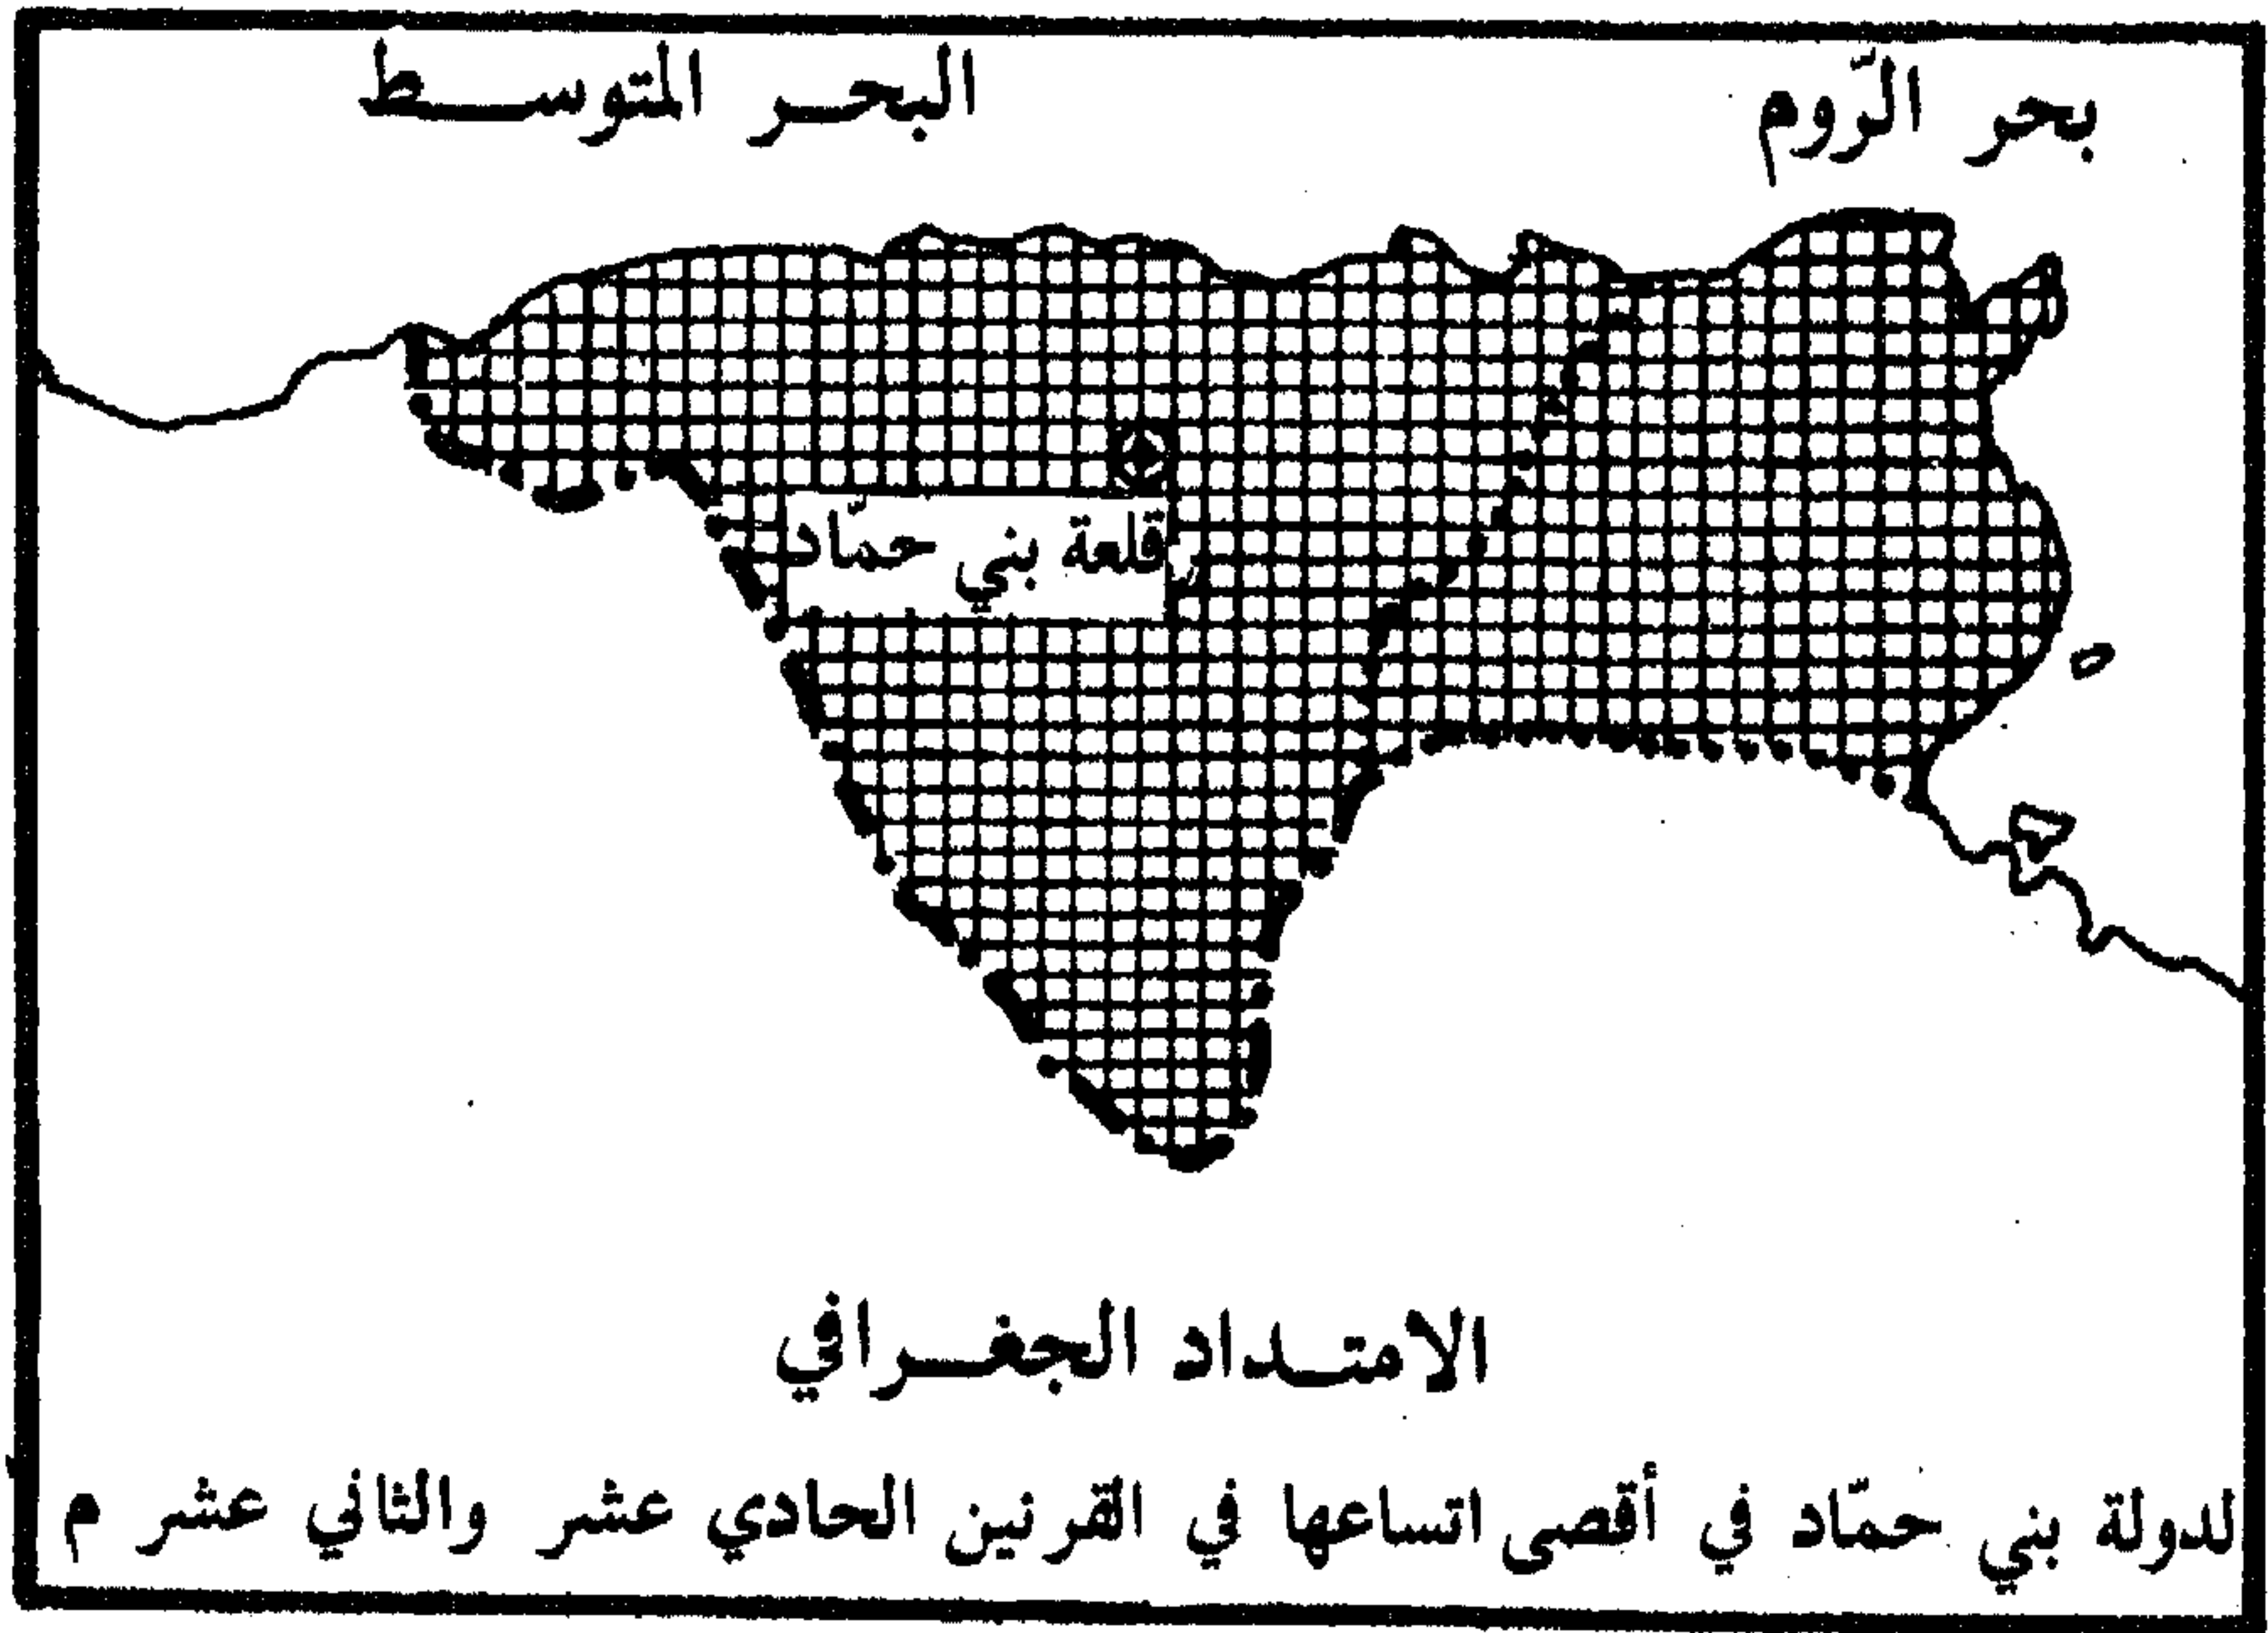 بحر الرّوم
البحر المتوسط
قلعة بني حمّاد
الامتداد الجغرافي
لدولة بني حمّاد في أقصى اتساعها في القرنين الحادي عشر والثاني عشر م